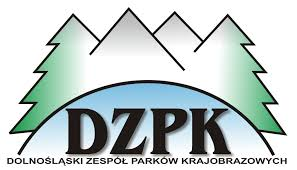 DZPK
DOLNOŚLĄSKI ZESPÓŁ PARKÓW KRAJOBRAZOWYCH